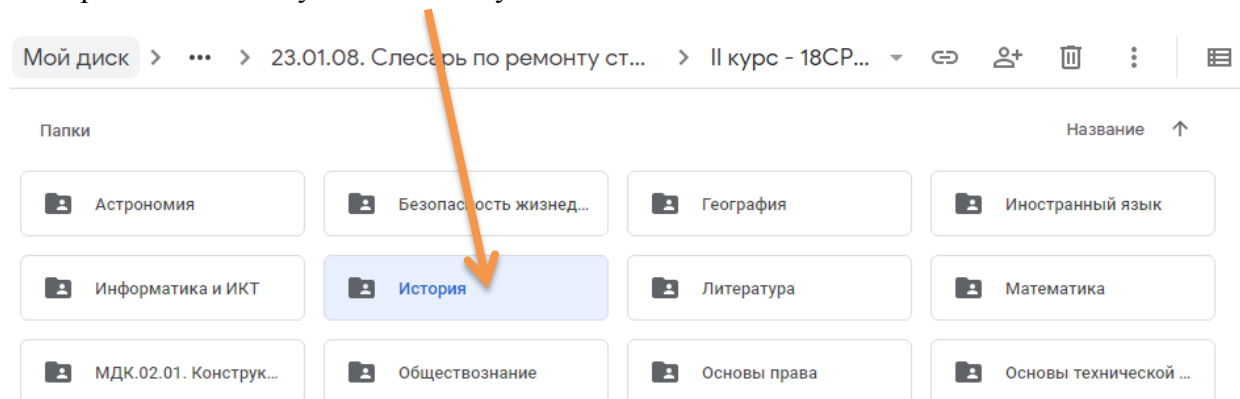 Мой диск > ... > 23.01.08. Слесарь по ремонту ст... > II курс - 18СР...
Папки Название
Астрономия Безопасность жизнед... География Иностранный язык
Информатика и ИКТ История Литература Математика
МДК.02.01. Конструк... Обществознание Основы права Основы технической ...